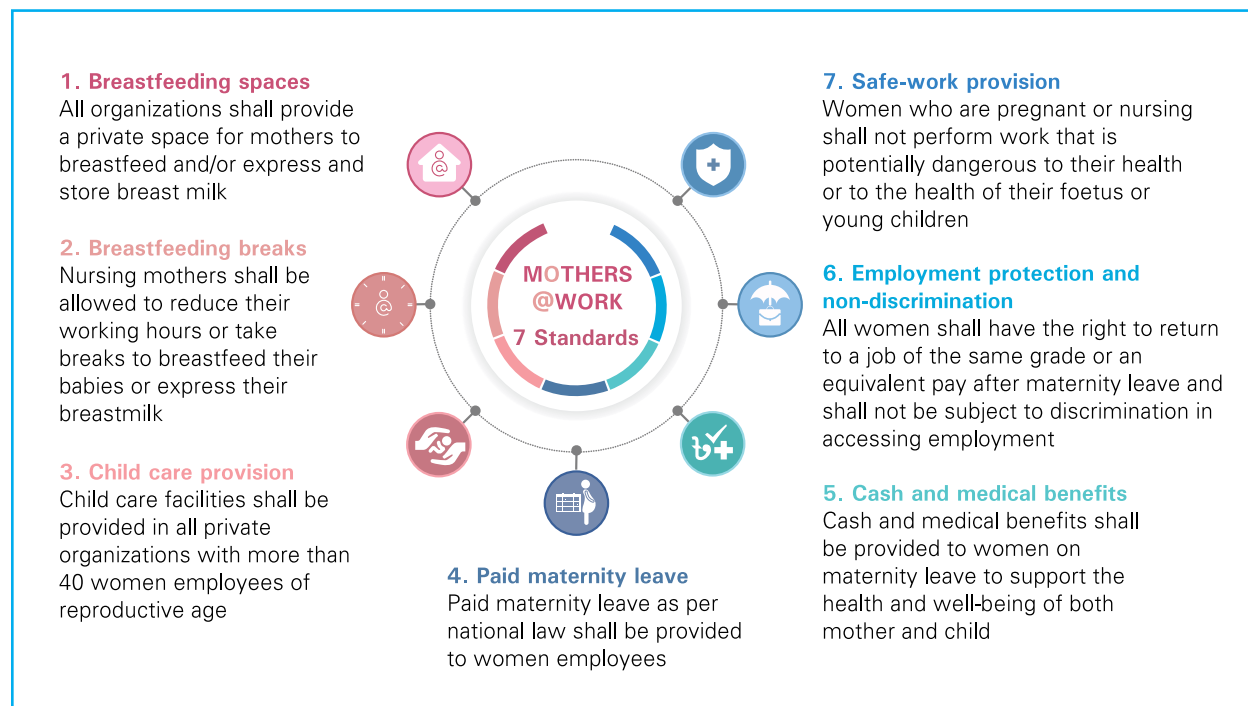 1. Breastfeeding spaces
All organizations shall provide
a private space for mothers to
breastfeed and/or express and
store breast milk
2. Breastfeeding breaks
Nursing mothers shall be
allowed to reduce their
working hours or take
breaks to breastfeed their
babies or express their
breastmilk
3. Child care provision
Child care facilities shall be
provided in all private
organizations with more than
40 women employees of
reproductive age
MOTHERS
@WORK
7 Standards
4. Paid maternity leave
Paid maternity leave as per
national law shall be provided
to women employees
5. Cash and medical benefits
Cash and medical benefits shall
be provided to women on
maternity leave to support the
health and well-being of both
mother and child
6. Employment protection and
non-discrimination
All women shall have the right to return
to a job of the same grade or an
equivalent pay after maternity leave and
shall not be subject to discrimination in
accessing employment
7. Safe-work provision
Women who are pregnant or nursing
shall not perform work that is
potentially dangerous to their health
or to the health of their foetus or
young children
৳